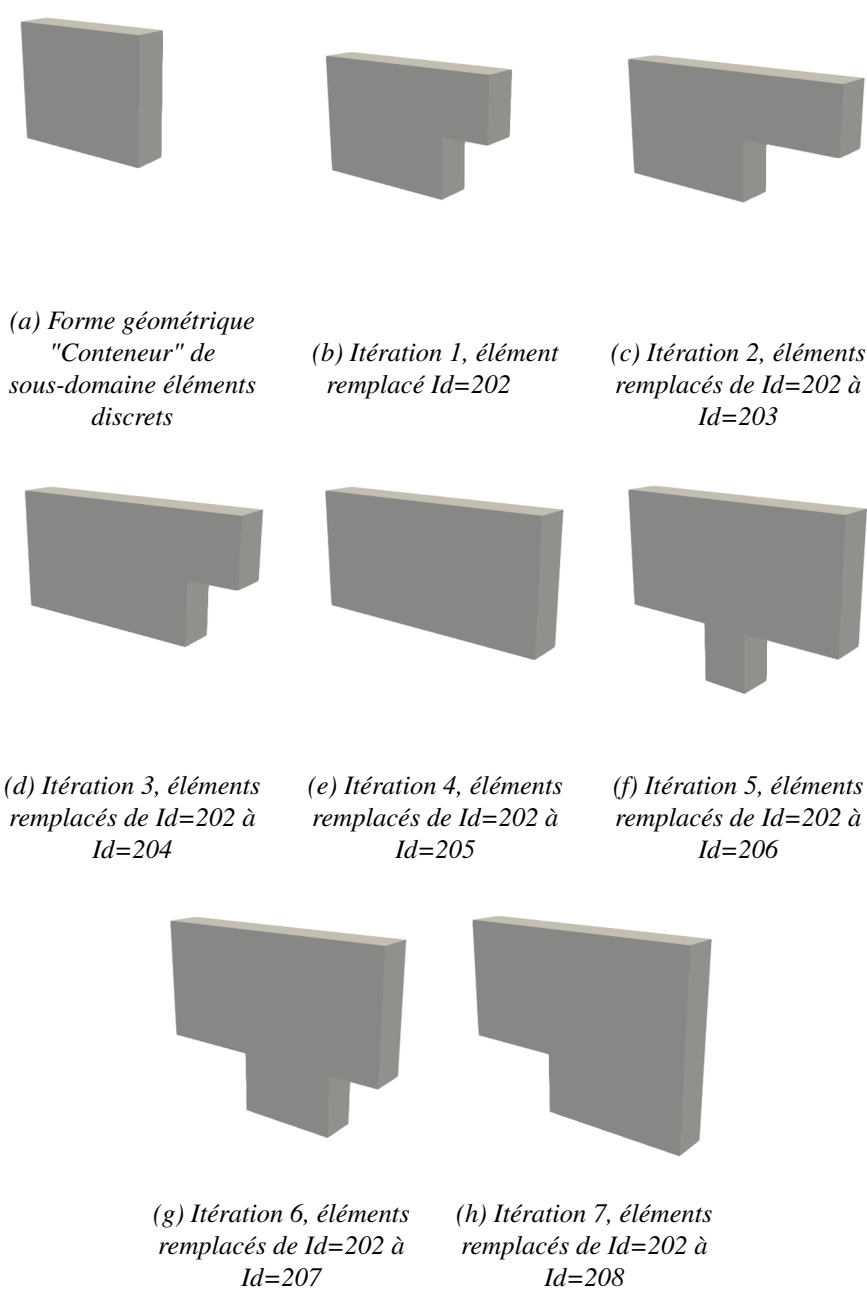 (a) Forme géométrique
"Conteneur" de
sous-domaine éléments
discrets
(b) Itération 1, élément
remplacé Id=202
(c) Itération 2, éléments
remplacés de Id=202 à
Id=203
(d) Itération 3, éléments
remplacés de Id=202 à
Id=204
(e) Itération 4, éléments
remplacés de Id=202 à
Id=205
(f) Itération 5, éléments
remplacés de Id=202 à
Id=206
(g) Itération 6, éléments
remplacés de Id=202 à
Id=207
(h) Itération 7, éléments
remplacés de Id=202 à
Id=208